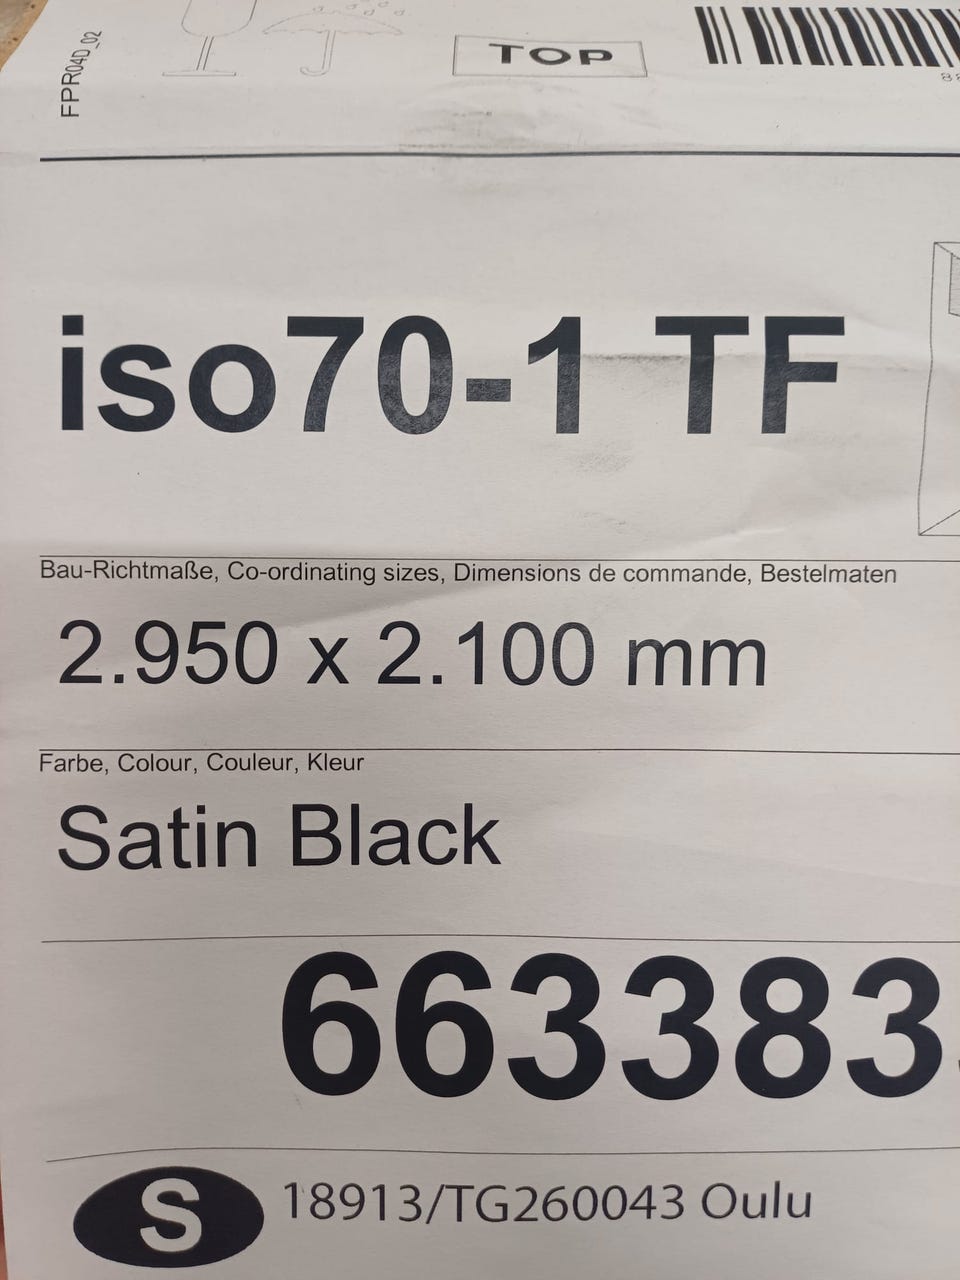 FPR04D_02
TOP
iso70-1 TF
Bau-Richtmaße, Co-ordinating sizes, Dimensions de commande, Bestelmaten
2.950 x 2.100 mm
Farbe, Colour, Couleur, Kleur
Satin Black
663383
S
18913/TG260043 Oulu